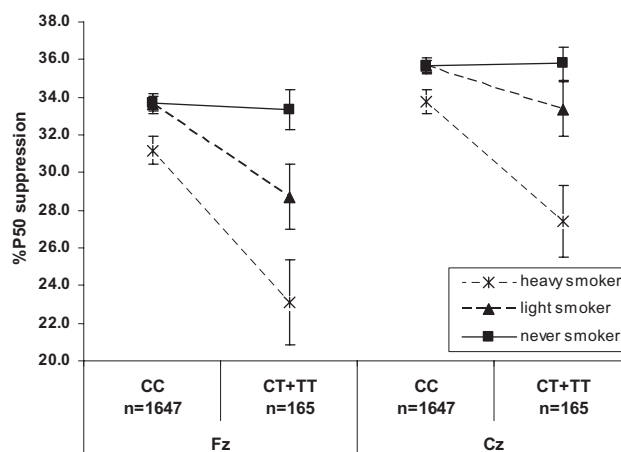 %P50 suppression
38.0
36.0
34.0
32.0
30.0
28.0
26.0
24.0
22.0
20.0
heavy smoker
light smoker
never smoker
CC CT+TT CC CT+TT
n=1647 n=165 n=1647 n=165
Fz Cz